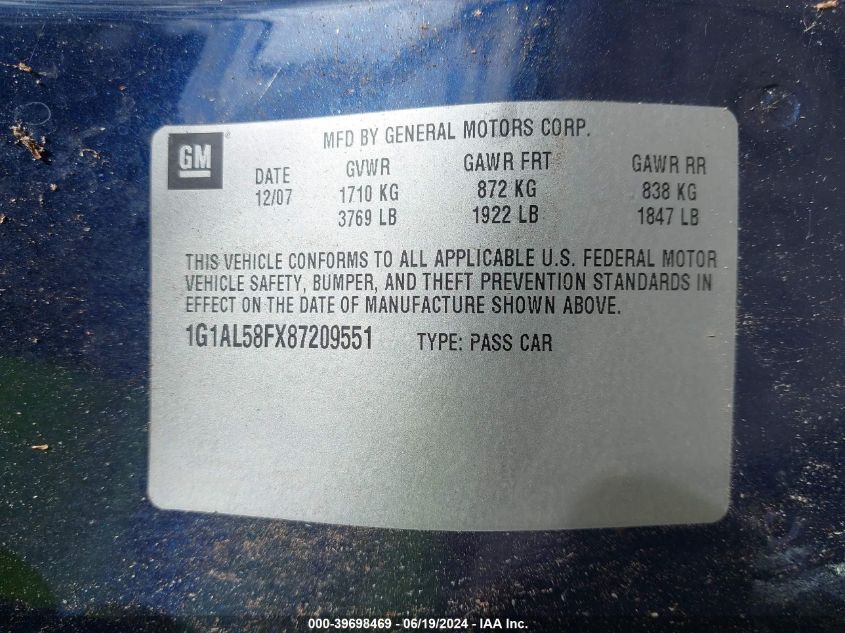 MFD BY GENERAL MOTORS CORP.
GM ®
DATE GVWR GAWR FRT GAWR RR
12/07 1710 KG 872 KG 838 KG
3769 LB 1922 LB 1847 LB
THIS VEHICLE CONFORMS TO ALL APPLICABLE U.S. FEDERAL MOTOR
VEHICLE SAFETY, BUMPER, AND THEFT PREVENTION STANDARDS IN
EFFECT ON THE DATE OF MANUFACTURE SHOWN ABOVE.
1G1AL58FX87209551 TYPE: PASS CAR
000-39698469 - 06/19/2024 - IAA Inc.